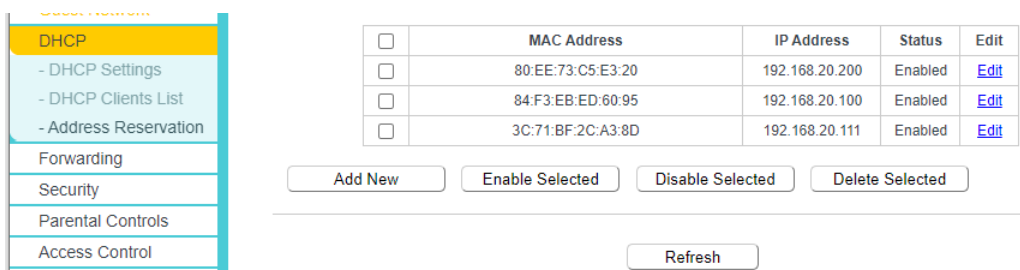 DHCP
- DHCP Settings
- DHCP Clients List
- Address Reservation
Forwarding
Security
Parental Controls
Access Control
MAC Address IP Address Status Edit
80:EE:73:C5:E3:20 192.168.20.200 Enabled Edit
84:F3:EB:ED:60:95 192.168.20.100 Enabled Edit
3C:71:BF:2C:A3:8D 192.168.20.111 Enabled Edit
Add New Enable Selected Disable Selected Delete Selected
Refresh